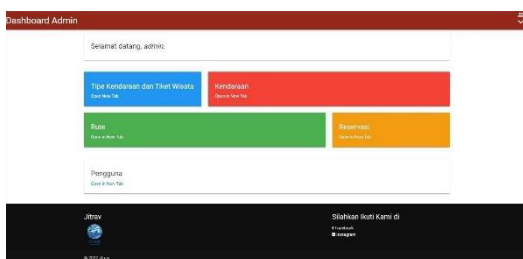 Dashboard Admin
Selamat datang, admin.
Tipe Kendaraan dan Tiket Wisata
Open New Tab
Kendaraan
Open in New Tab
Rute
Open in New Tab
Reservasi
Open in New Tab
Pengguna
Open in New Tab
Jitrav
Silahkan Ikuti Kami di
Facebook
Instagram
© 2022 Jitrav